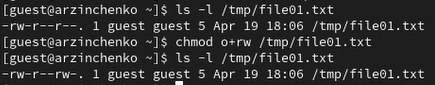 [guest@arzinchenko ~]$ ls -l /tmp/file01.txt
-rw-r--r--. 1 guest guest 5 Apr 19 18:06 /tmp/file01.txt
[guest@arzinchenko ~]$ chmod o+rw /tmp/file01.txt
[guest@arzinchenko ~]$ ls -l /tmp/file01.txt
-rw-r--rw-. 1 guest guest 5 Apr 19 18:06 /tmp/file01.txt